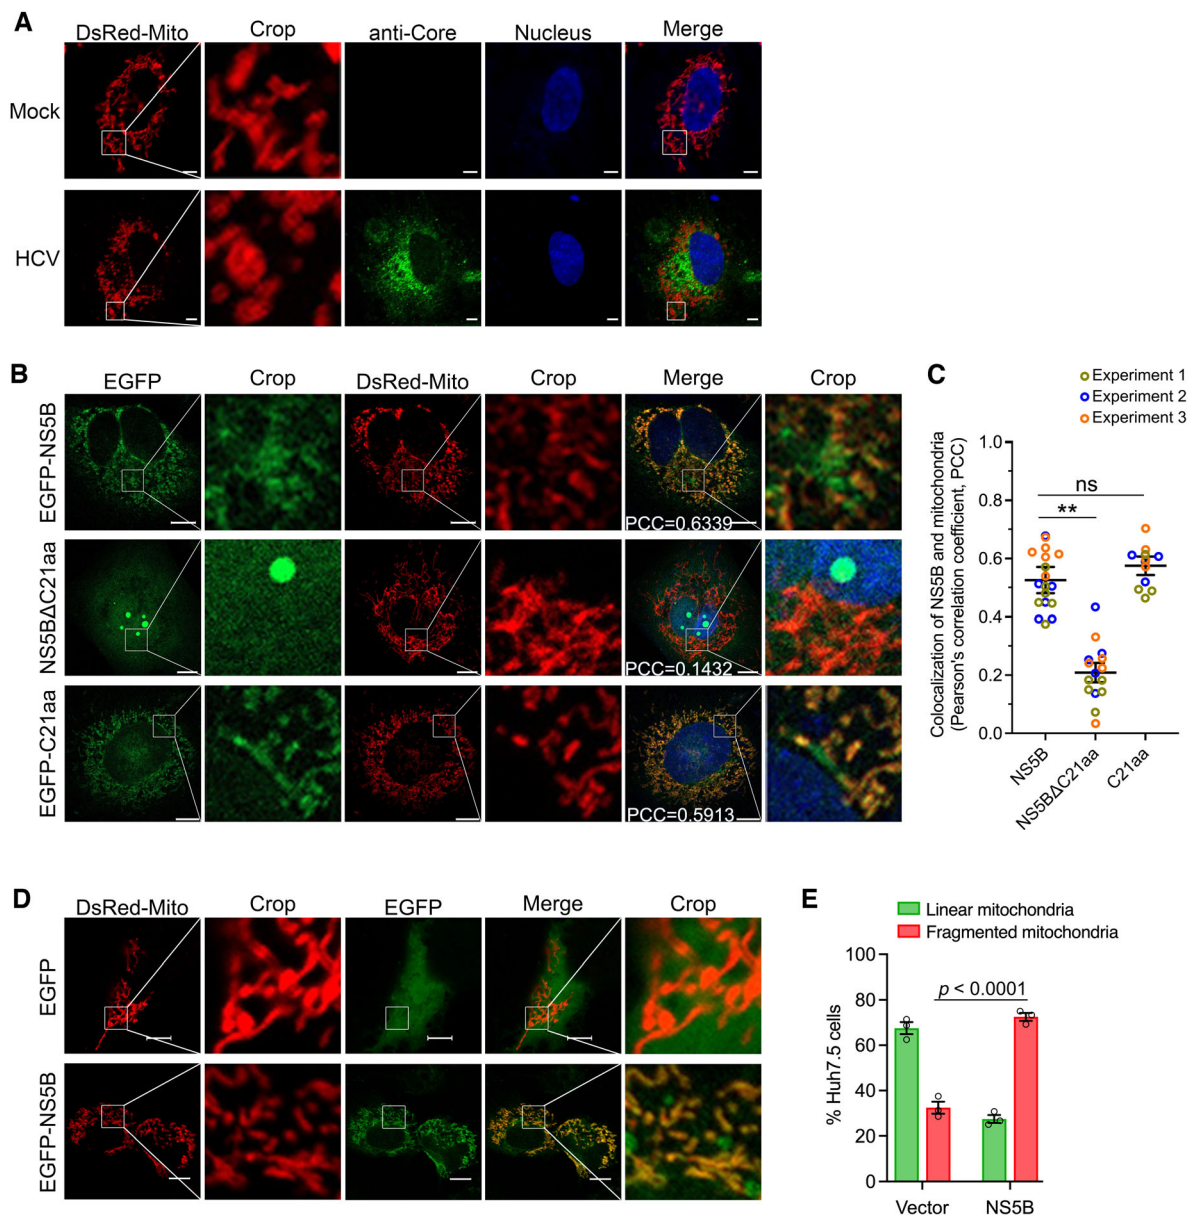 A
DsRed-Mito Crop anti-Core Nucleus Merge
Mock
HCV
B
EGFP Crop DsRed-Mito Crop Merge Crop
EGFP-NS5B
PCC=0.6339
NS5BΔC21aa
PCC=0.1432
EGFP-C21aa
PCC=0.5913
C
Experiment 1
Experiment 2
Experiment 3
Colocalization of NS5B and mitochondria
(Pearson's correlation coefficient, PCC)
1.0
0.8
0.6
0.4
0.2
0.0
ns
**
NS5B
NS5BΔC21aa
C21aa
D
DsRed-Mito Crop EGFP Merge Crop
EGFP
EGFP-NS5B
E
Linear mitochondria
Fragmented mitochondria
% Huh7.5 cells
100
80
60
40
20
0
p < 0.0001
Vector NS5B